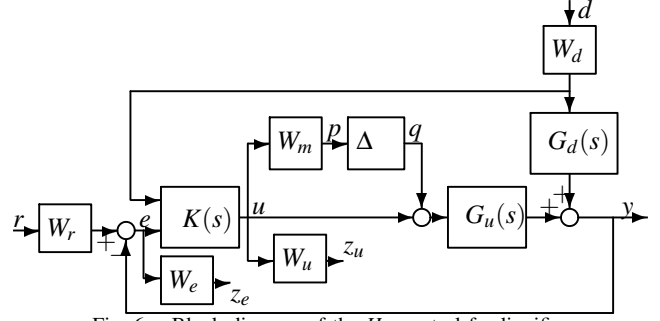 d
W_d
W_m
p
Δ
q
G_d(s)
r
W_r
+
−
e
K(s)
u
G_u(s)
+
+
y
W_u
z_u
W_e
z_e